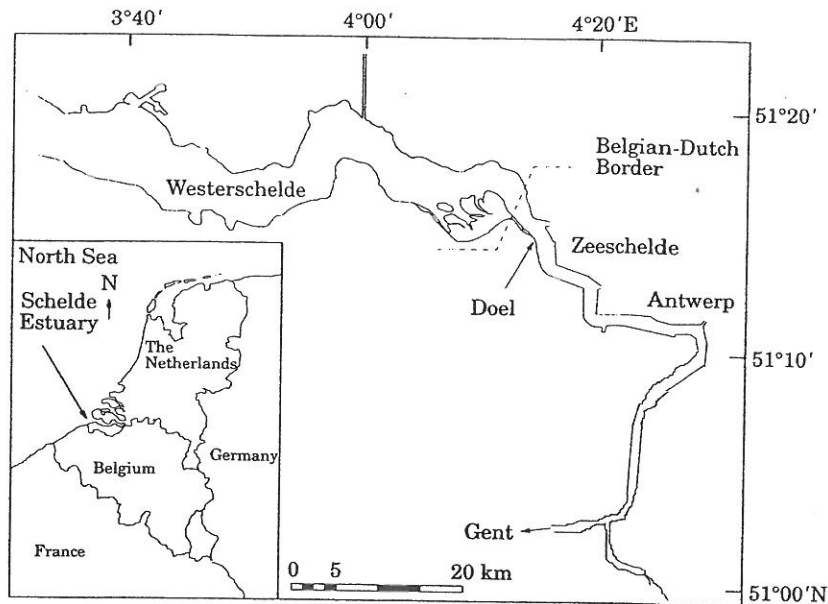 3°40′
4°00′
4°20′E
51°20′
Belgian-Dutch
Border
Westerschelde
Zeeschelde
North Sea
N
Schelde
Estuary
Doel
Antwerp
The
Netherlands
51°10′
Germany
Belgium
Gent
France
0 5 20 km
51°00′N